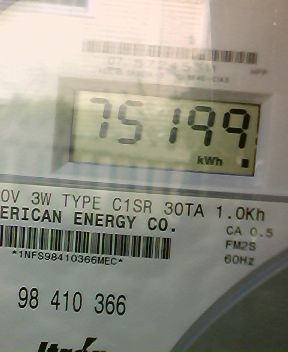 75199
kWh
0V 3W TYPE C1SR 30TA 1.0Kh
ERICAN ENERGY CO.
CA 0.5
FM2S
60Hz
*1NFS98410366MEC*
98 410 366
Itron